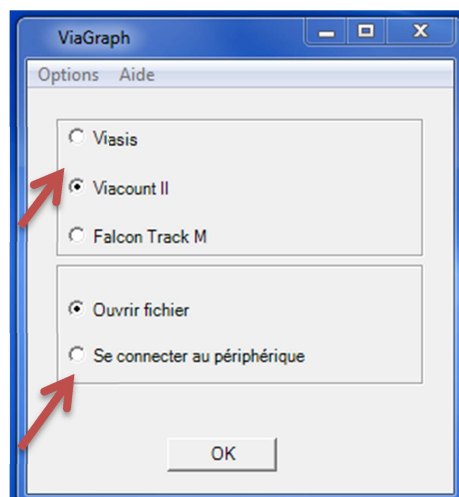 ViaGraph
Options Aide
Viasis
Viacount II
Falcon Track M
Ouvrir fichier
Se connecter au périphérique
OK